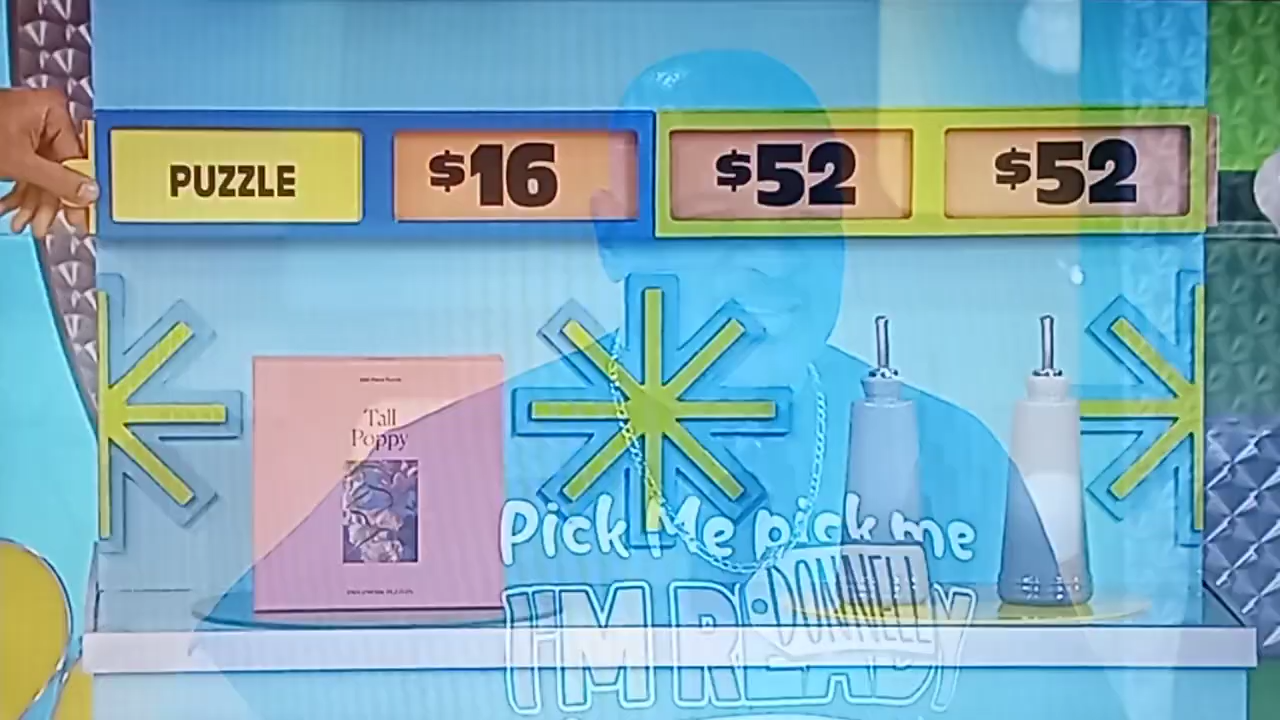 PUZZLE
$16
$52
$52
Tall
Poppy
Pick Me pick me
I'M READY
DONNELL